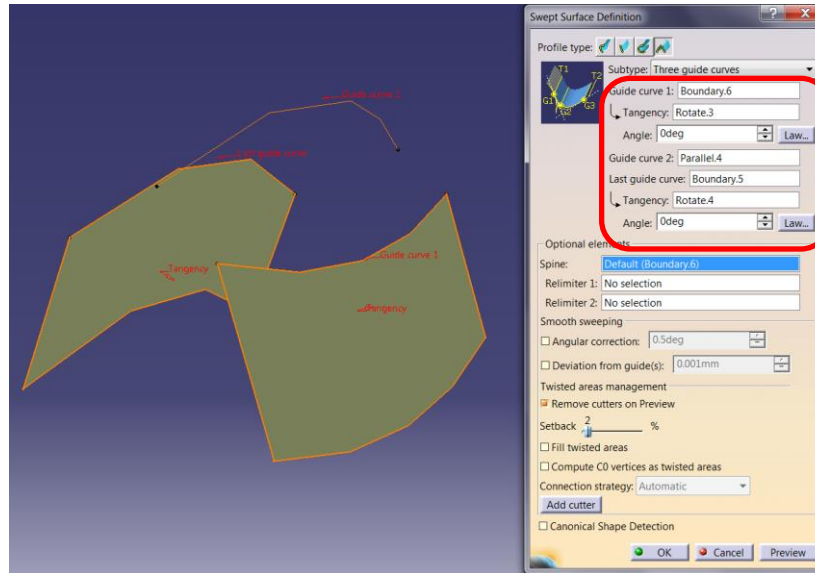 Swept Surface Definition
Profile type:
Subtype: Three guide curves
T1 T2
G1 G2 G3
Guide curve 1: Boundary.6
Tangency: Rotate.3
Angle: 0deg Law...
Guide curve 2: Parallel.4
Last guide curve: Boundary.5
Tangency: Rotate.4
Angle: 0deg Law...
Optional elements
Spine: Default (Boundary.6)
Relimiter 1: No selection
Relimiter 2: No selection
Smooth sweeping
Angular correction: 0.5deg
Deviation from guide(s): 0.001mm
Twisted areas management
Remove cutters on Preview
Setback 2 %
Fill twisted areas
Compute C0 vertices as twisted areas
Connection strategy: Automatic
Add cutter
Canonical Shape Detection
OK Cancel Preview
Guide curve 2
Last guide curve
Tangency
Guide curve 1
Tangency